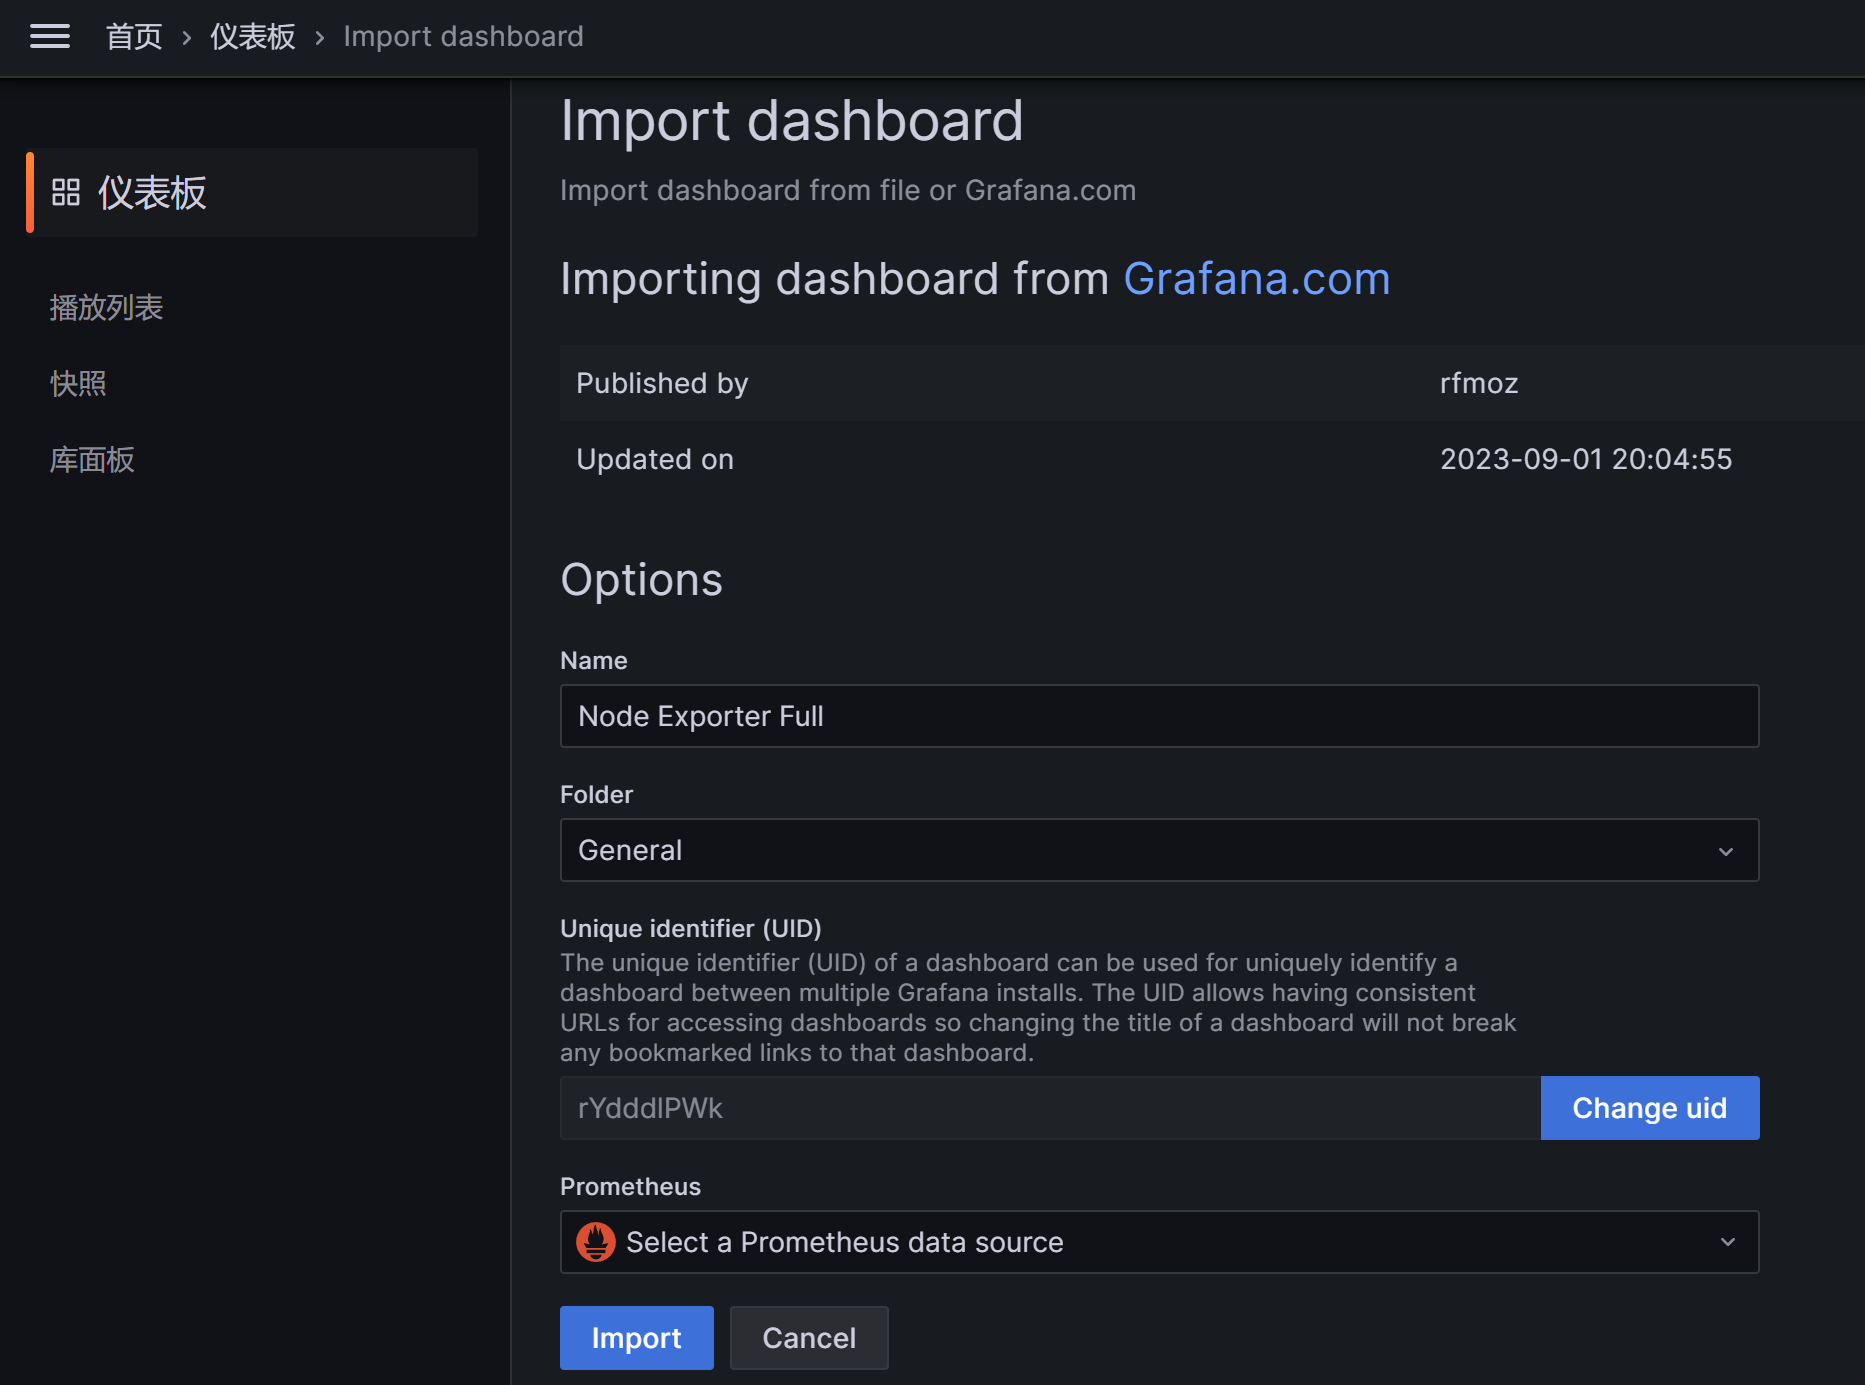 首页 › 仪表板 › Import dashboard
仪表板
播放列表
快照
库面板
Import dashboard
Import dashboard from file or Grafana.com
Importing dashboard from Grafana.com
Published by rfmoz
Updated on 2023-09-01 20:04:55
Options
Name
Node Exporter Full
Folder
General
Unique identifier (UID)
The unique identifier (UID) of a dashboard can be used for uniquely identify a
dashboard between multiple Grafana installs. The UID allows having consistent
URLs for accessing dashboards so changing the title of a dashboard will not break
any bookmarked links to that dashboard.
rYdddlPWk
Change uid
Prometheus
Select a Prometheus data source
Import Cancel